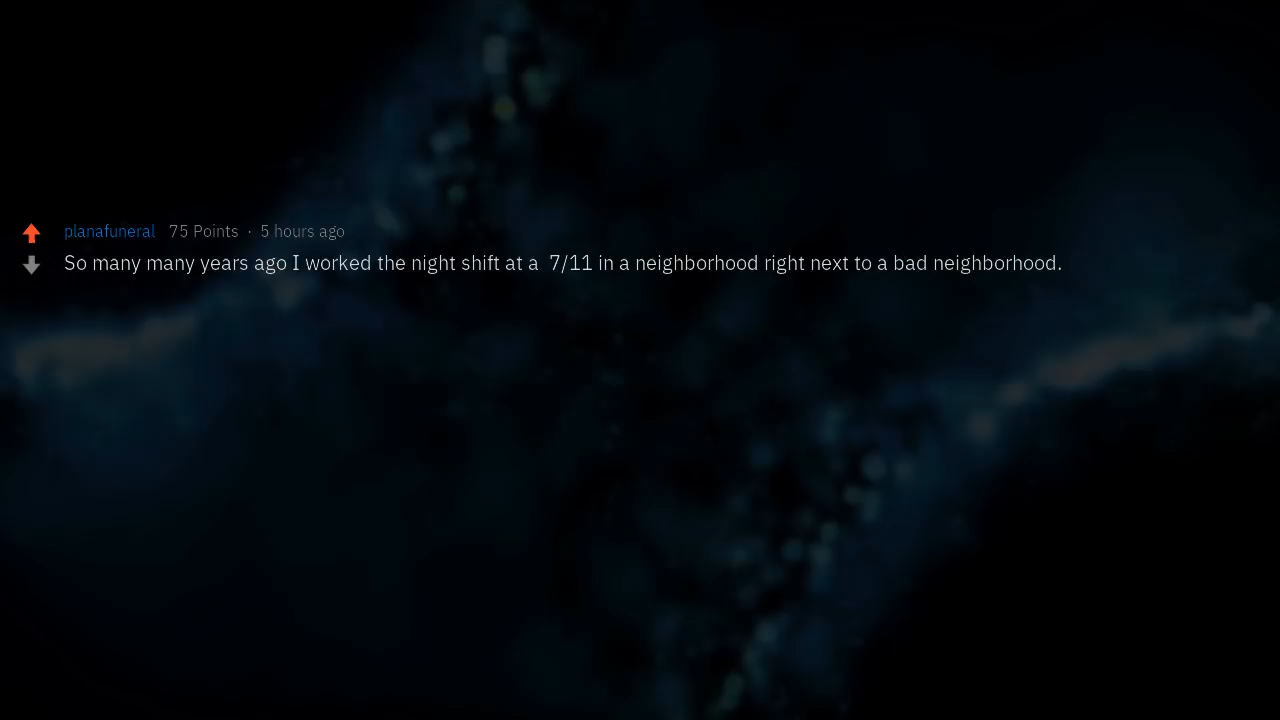 planafuneral 75 Points · 5 hours ago
So many many years ago I worked the night shift at a 7/11 in a neighborhood right next to a bad neighborhood.